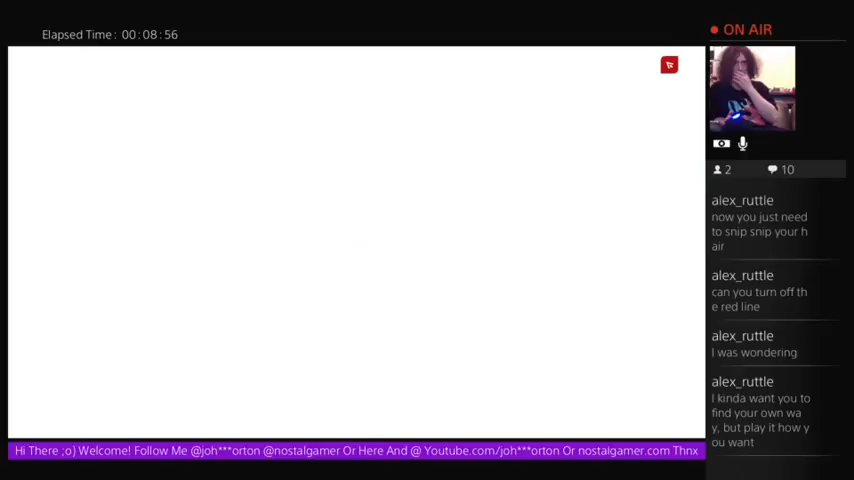 Elapsed Time: 00:08:56
ON AIR
2
10
alex_ruttle
now you just need
to snip snip your h
air
alex_ruttle
can you turn off th
e red line
alex_ruttle
I was wondering
alex_ruttle
I kinda want you to
find your own wa
y, but play it how y
ou want
Hi There ;o) Welcome! Follow Me @joh***orton @nostalgamer Or Here And @ Youtube.com/joh***orton Or nostalgamer.com Thnx